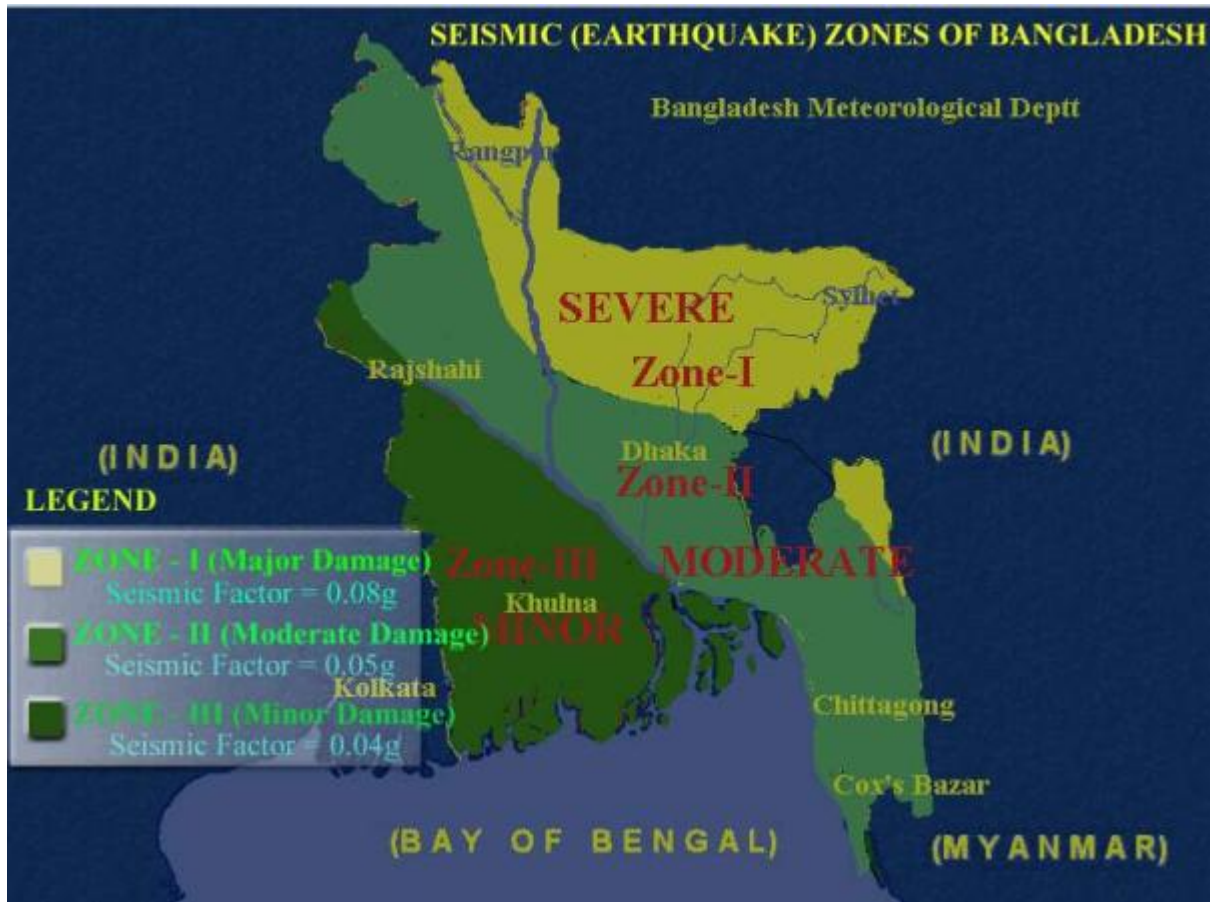 SEISMIC (EARTHQUAKE) ZONES OF BANGLADESH
Bangladesh Meteorological Deptt
Rangpur
SEVERE
Sylhet
Zone-I
Rajshahi
Dhaka
(INDIA)
(INDIA)
Zone-II
LEGEND
ZONE - I (Major Damage)
Seismic Factor = 0.08g
Zone-III
MODERATE
Khulna
MINOR
ZONE - II (Moderate Damage)
Seismic Factor = 0.05g
Kolkata
ZONE - III (Minor Damage)
Seismic Factor = 0.04g
Chittagong
Cox's Bazar
(BAY OF BENGAL)
(MYANMAR)